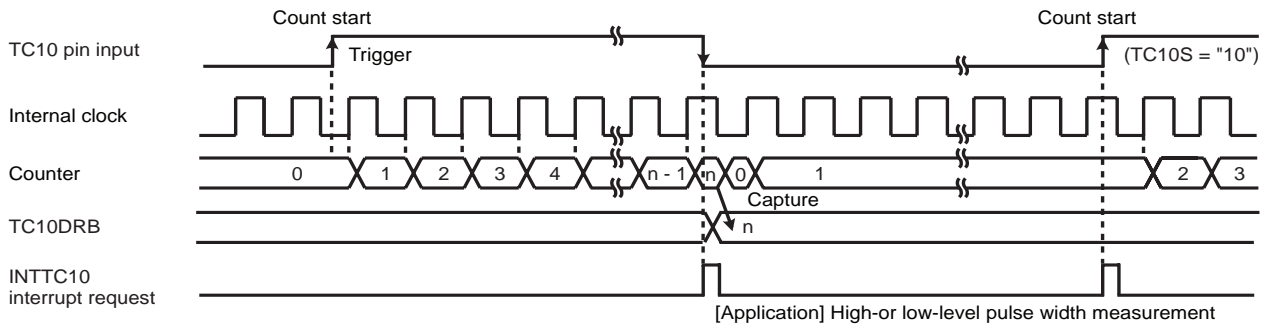 Count start
Count start
TC10 pin input
Trigger
(TC10S = "10")
Internal clock
Counter
0
1
2
3
4
n - 1
n
0
1
2
3
Capture
TC10DRB
n
INTTC10
interrupt request
[Application] High-or low-level pulse width measurement